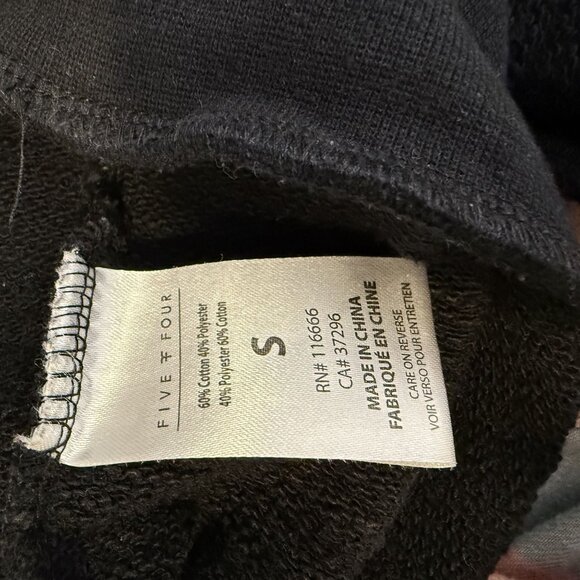 FIVE FOUR
60% Cotton 40% Polyester
40% Polyester 60% Cotton
S
RN# 116666
CA# 37296
MADE IN CHINA
FABRIQUÉ EN CHINE
CARE ON REVERSE
VOIR VERSO POUR ENTRETIEN